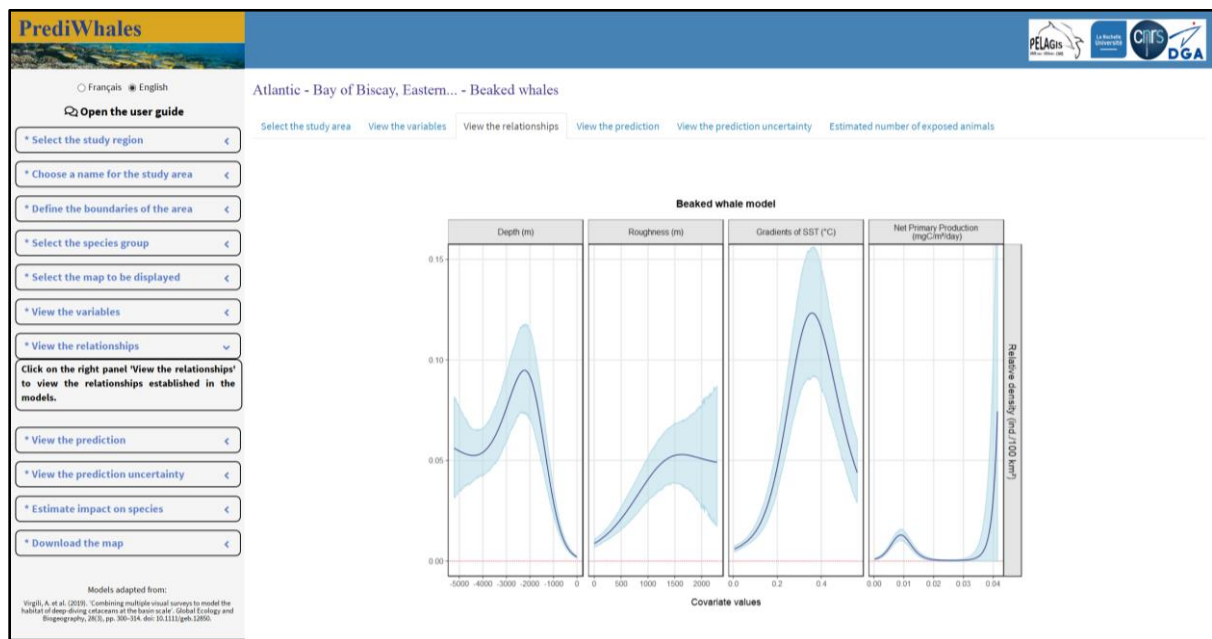 PrediWhales
PELAGIS
La Rochelle
Université
cnrs
DGA
Français English
Open the user guide
* Select the study region
* Choose a name for the study area
* Define the boundaries of the area
* Select the species group
* Select the map to be displayed
* View the variables
* View the relationships
Click on the right panel 'View the relationships'
to view the relationships established in the
models.
* View the prediction
* View the prediction uncertainty
* Estimate impact on species
* Download the map
Models adapted from:
Virgili, A. et al. (2019). 'Combining multiple visual surveys to model the
habitat of deep-diving cetaceans at the basin scale'. Global Ecology and
Biogeography, 28(3), pp. 300–314. doi: 10.1111/geb.12850.
Atlantic - Bay of Biscay, Eastern... - Beaked whales
Select the study area View the variables View the relationships View the prediction View the prediction uncertainty Estimated number of exposed animals
Beaked whale model
Depth (m) Roughness (m) Gradients of SST (°C) Net Primary Production
(mgC/m²/day)
0.15
0.10
0.05
0.00
Relative density (ind./100 km²)
-5000 -4000 -3000 -2000 -1000 0 0 500 1000 1500 2000 0.0 0.2 0.4 0.00 0.01 0.02 0.03 0.04
Covariate values